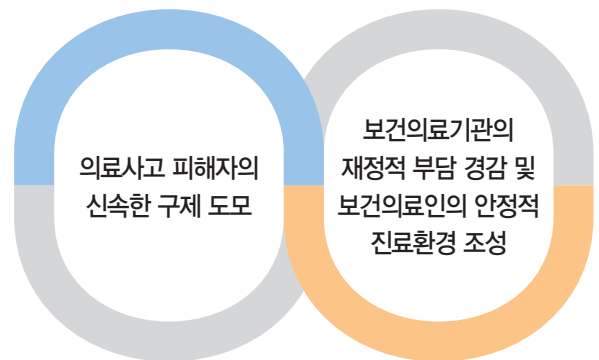 의료사고 피해자의
신속한 구제 도모
보건의료기관의
재정적 부담 경감 및
보건의료인의 안정적
진료환경 조성